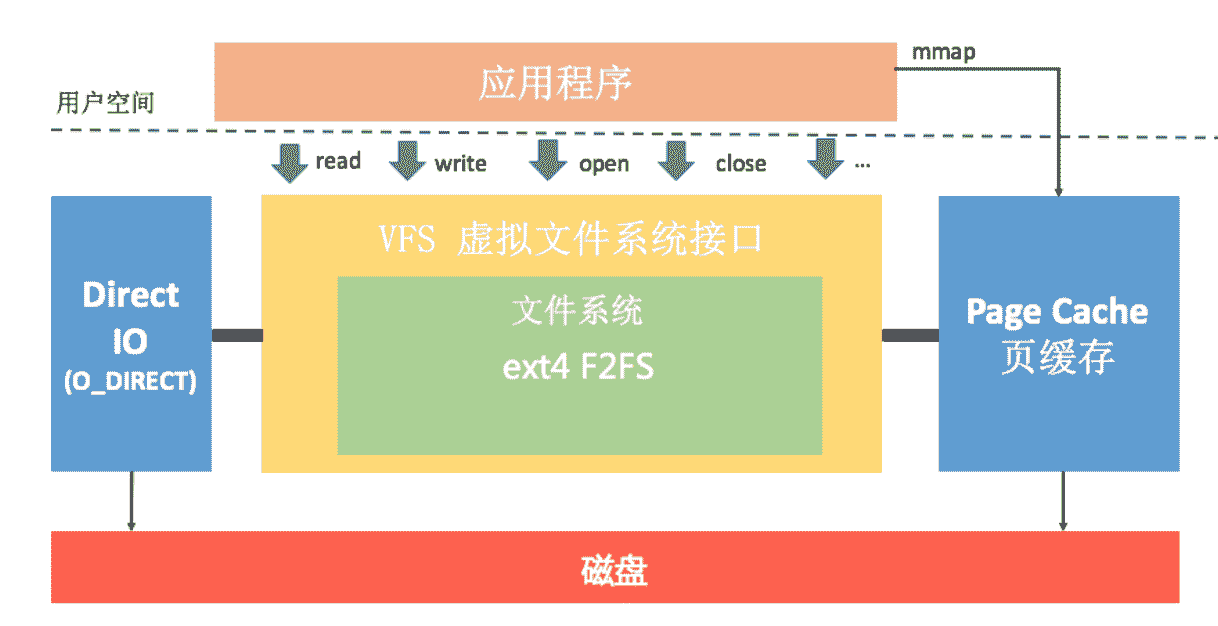 mmap
应用程序
用户空间
read
write
open
close
...
VFS 虚拟文件系统接口
Direct
IO
(O_DIRECT)
文件系统
ext4 F2FS
Page Cache
页缓存
磁盘